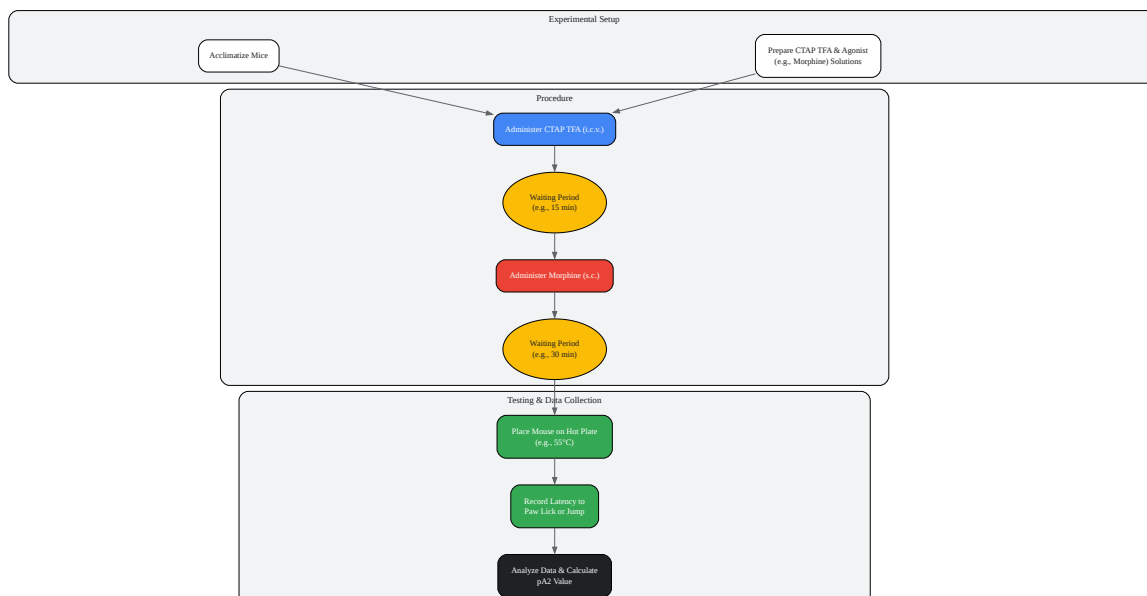 Experimental Setup
Acclimatize Mice
Prepare CTAP TFA & Agonist
(e.g., Morphine) Solutions
Procedure
Administer CTAP TFA (i.c.v.)
Waiting Period
(e.g., 15 min)
Administer Morphine (s.c.)
Waiting Period
(e.g., 30 min)
Testing & Data Collection
Place Mouse on Hot Plate
(e.g., 55°C)
Record Latency to
Paw Lick or Jump
Analyze Data & Calculate
pA2 Value